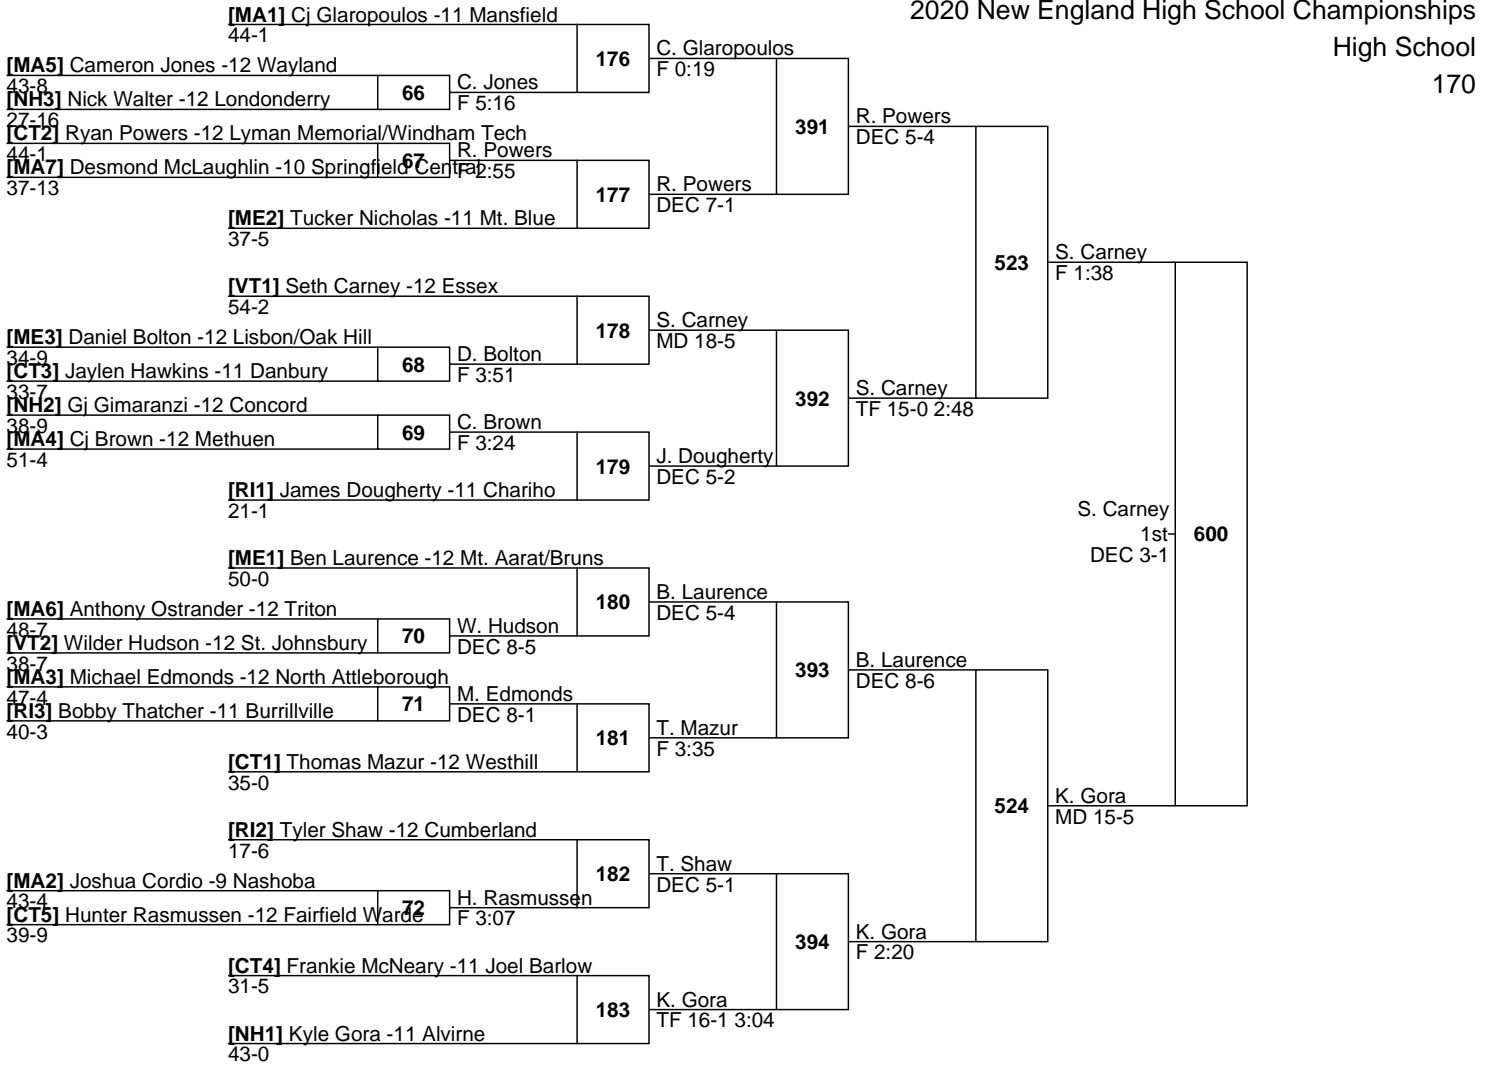 2020 New England High School Championships
High School
170
[MA1] Cj Glaropoulos -11 Mansfield
44-1
176
C. Glaropoulos
F 0:19
[MA5] Cameron Jones -12 Wayland
43-8
66
C. Jones
F 5:16
[NH3] Nick Walter -12 Londonderry
27-16
391
R. Powers
DEC 5-4
[CT2] Ryan Powers -12 Lyman Memorial/Windham Tech
44-1
67
R. Powers
F 2:55
[MA7] Desmond McLaughlin -10 Springfield Central
37-13
177
R. Powers
DEC 7-1
[ME2] Tucker Nicholas -11 Mt. Blue
37-5
523
S. Carney
F 1:38
[VT1] Seth Carney -12 Essex
54-2
178
S. Carney
MD 18-5
[ME3] Daniel Bolton -12 Lisbon/Oak Hill
34-9
68
D. Bolton
F 3:51
[CT3] Jaylen Hawkins -11 Danbury
33-7
392
S. Carney
TF 15-0 2:48
[NH2] Gj Gimaranzi -12 Concord
38-9
69
C. Brown
F 3:24
[MA4] Cj Brown -12 Methuen
51-4
179
J. Dougherty
DEC 5-2
[RI1] James Dougherty -11 Chariho
21-1
S. Carney
1st
DEC 3-1
600
[ME1] Ben Laurence -12 Mt. Aarat/Bruns
50-0
180
B. Laurence
DEC 5-4
[MA6] Anthony Ostrander -12 Triton
48-7
70
W. Hudson
DEC 8-5
[VT2] Wilder Hudson -12 St. Johnsbury
38-7
393
B. Laurence
DEC 8-6
[MA3] Michael Edmonds -12 North Attleborough
47-4
71
M. Edmonds
DEC 8-1
[RI3] Bobby Thatcher -11 Burrillville
40-3
181
T. Mazur
F 3:35
[CT1] Thomas Mazur -12 Westhill
35-0
524
K. Gora
MD 15-5
[RI2] Tyler Shaw -12 Cumberland
17-6
182
T. Shaw
DEC 5-1
[MA2] Joshua Cordio -9 Nashoba
43-4
72
H. Rasmussen
F 3:07
[CT5] Hunter Rasmussen -12 Fairfield Warde
39-9
394
K. Gora
F 2:20
[CT4] Frankie McNeary -11 Joel Barlow
31-5
183
K. Gora
TF 16-1 3:04
[NH1] Kyle Gora -11 Alvirne
43-0